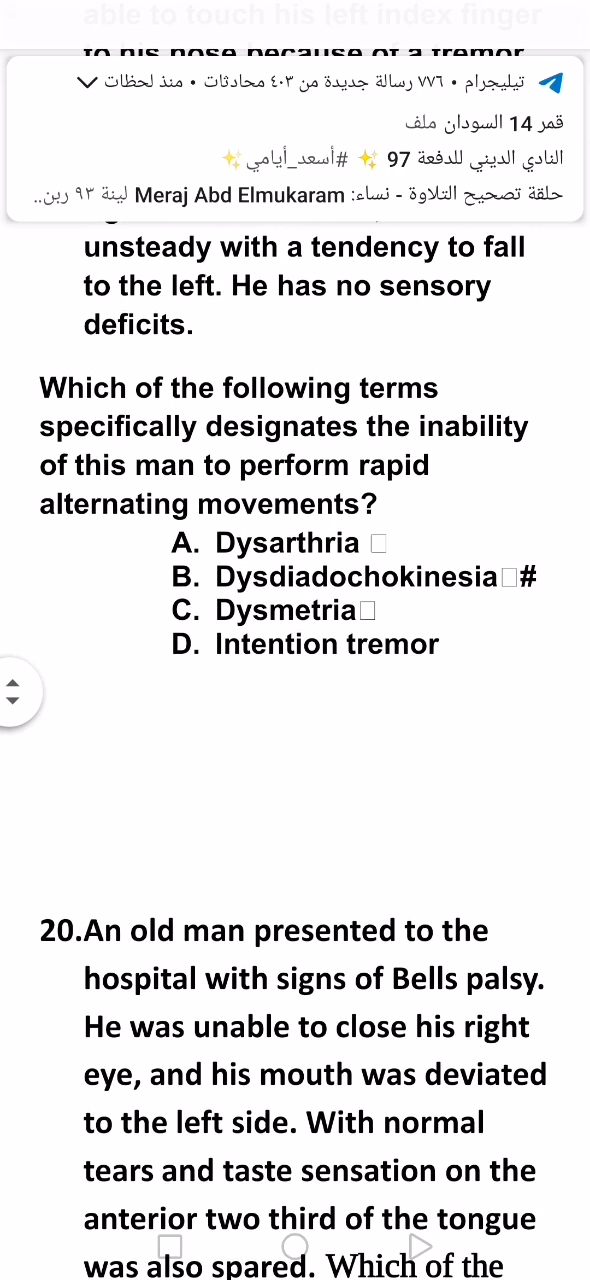 able to touch his left index finger
to his nose because of a tremor
تيليجرام • ٧٧٦ رسالة جديدة من ٤٠٣ محادثات • منذ لحظات
قمر 14 السودان ملف
النادي الديني للدفعة 97 ✨ #أسعد_أيامي ✨
حلقة تصحيح التلاوة - نساء: Meraj Abd Elmukaram لينة ٩٣ ربن..
unsteady with a tendency to fall
to the left. He has no sensory
deficits.
Which of the following terms
specifically designates the inability
of this man to perform rapid
alternating movements?
A. Dysarthria □
B. Dysdiadochokinesia□#
C. Dysmetria□
D. Intention tremor
20.An old man presented to the
hospital with signs of Bells palsy.
He was unable to close his right
eye, and his mouth was deviated
to the left side. With normal
tears and taste sensation on the
anterior two third of the tongue
was also spared. Which of the